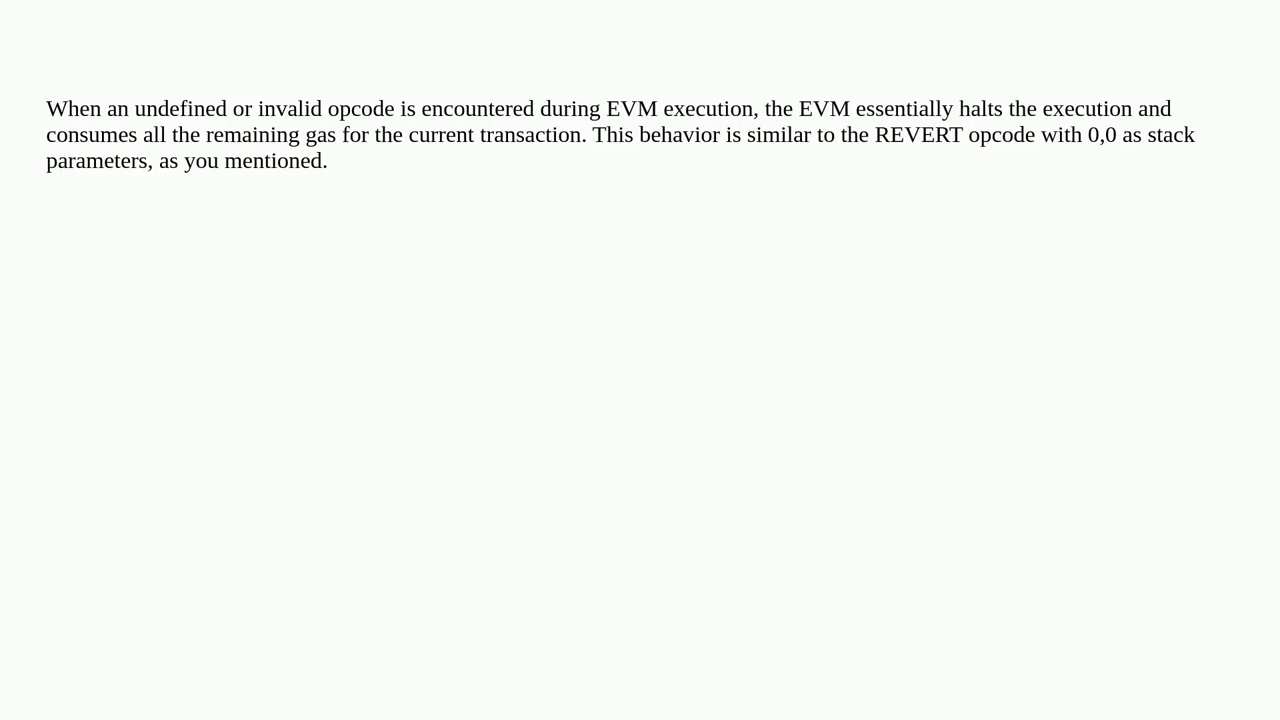 When an undefined or invalid opcode is encountered during EVM execution, the EVM essentially halts the execution and
consumes all the remaining gas for the current transaction. This behavior is similar to the REVERT opcode with 0,0 as stack
parameters, as you mentioned.